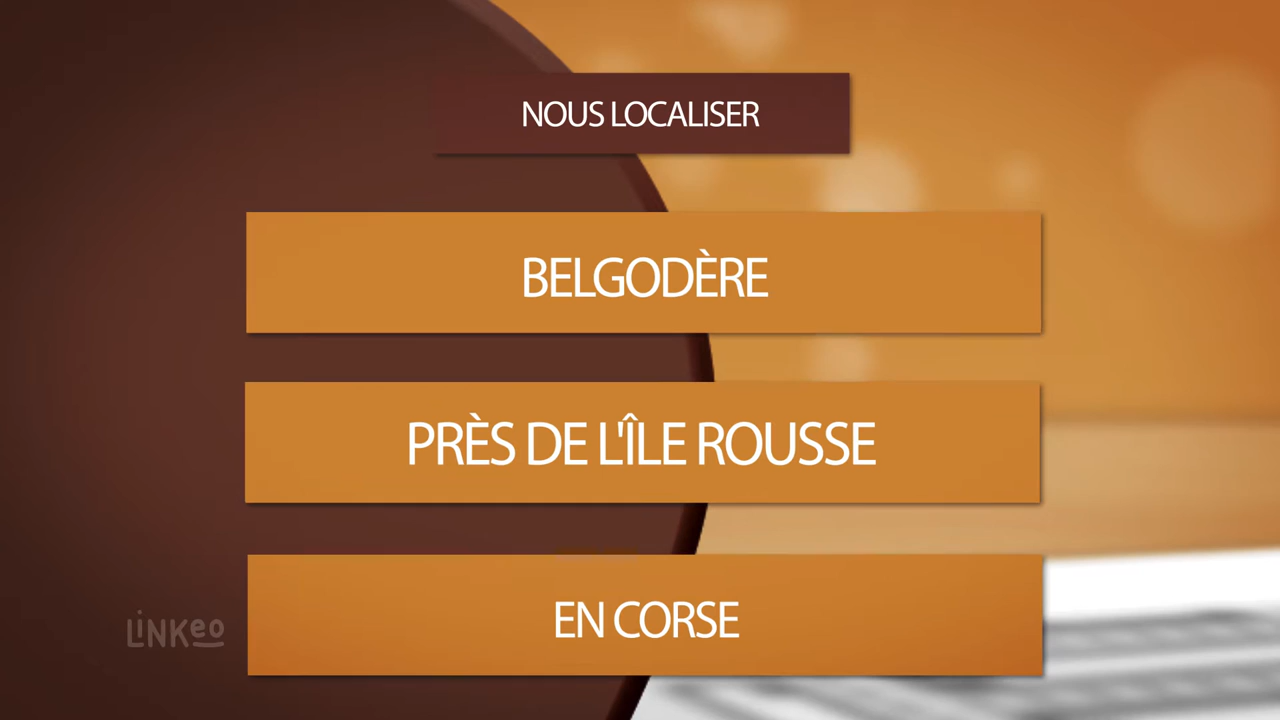 NOUS LOCALISER
BELGODÈRE
PRÈS DE L'ÎLE ROUSSE
EN CORSE
LiNKeo